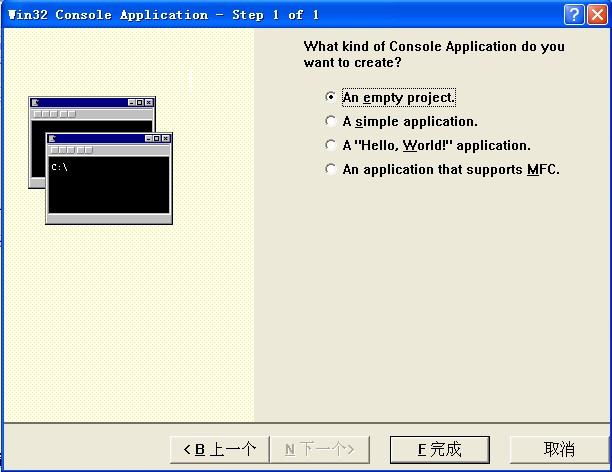 Win32 Console Application - Step 1 of 1
What kind of Console Application do you
want to create?
An empty project.
A simple application.
A "Hello, World!" application.
An application that supports MFC.
C:\
< B 上一个
N 下一个>
F 完成
取消